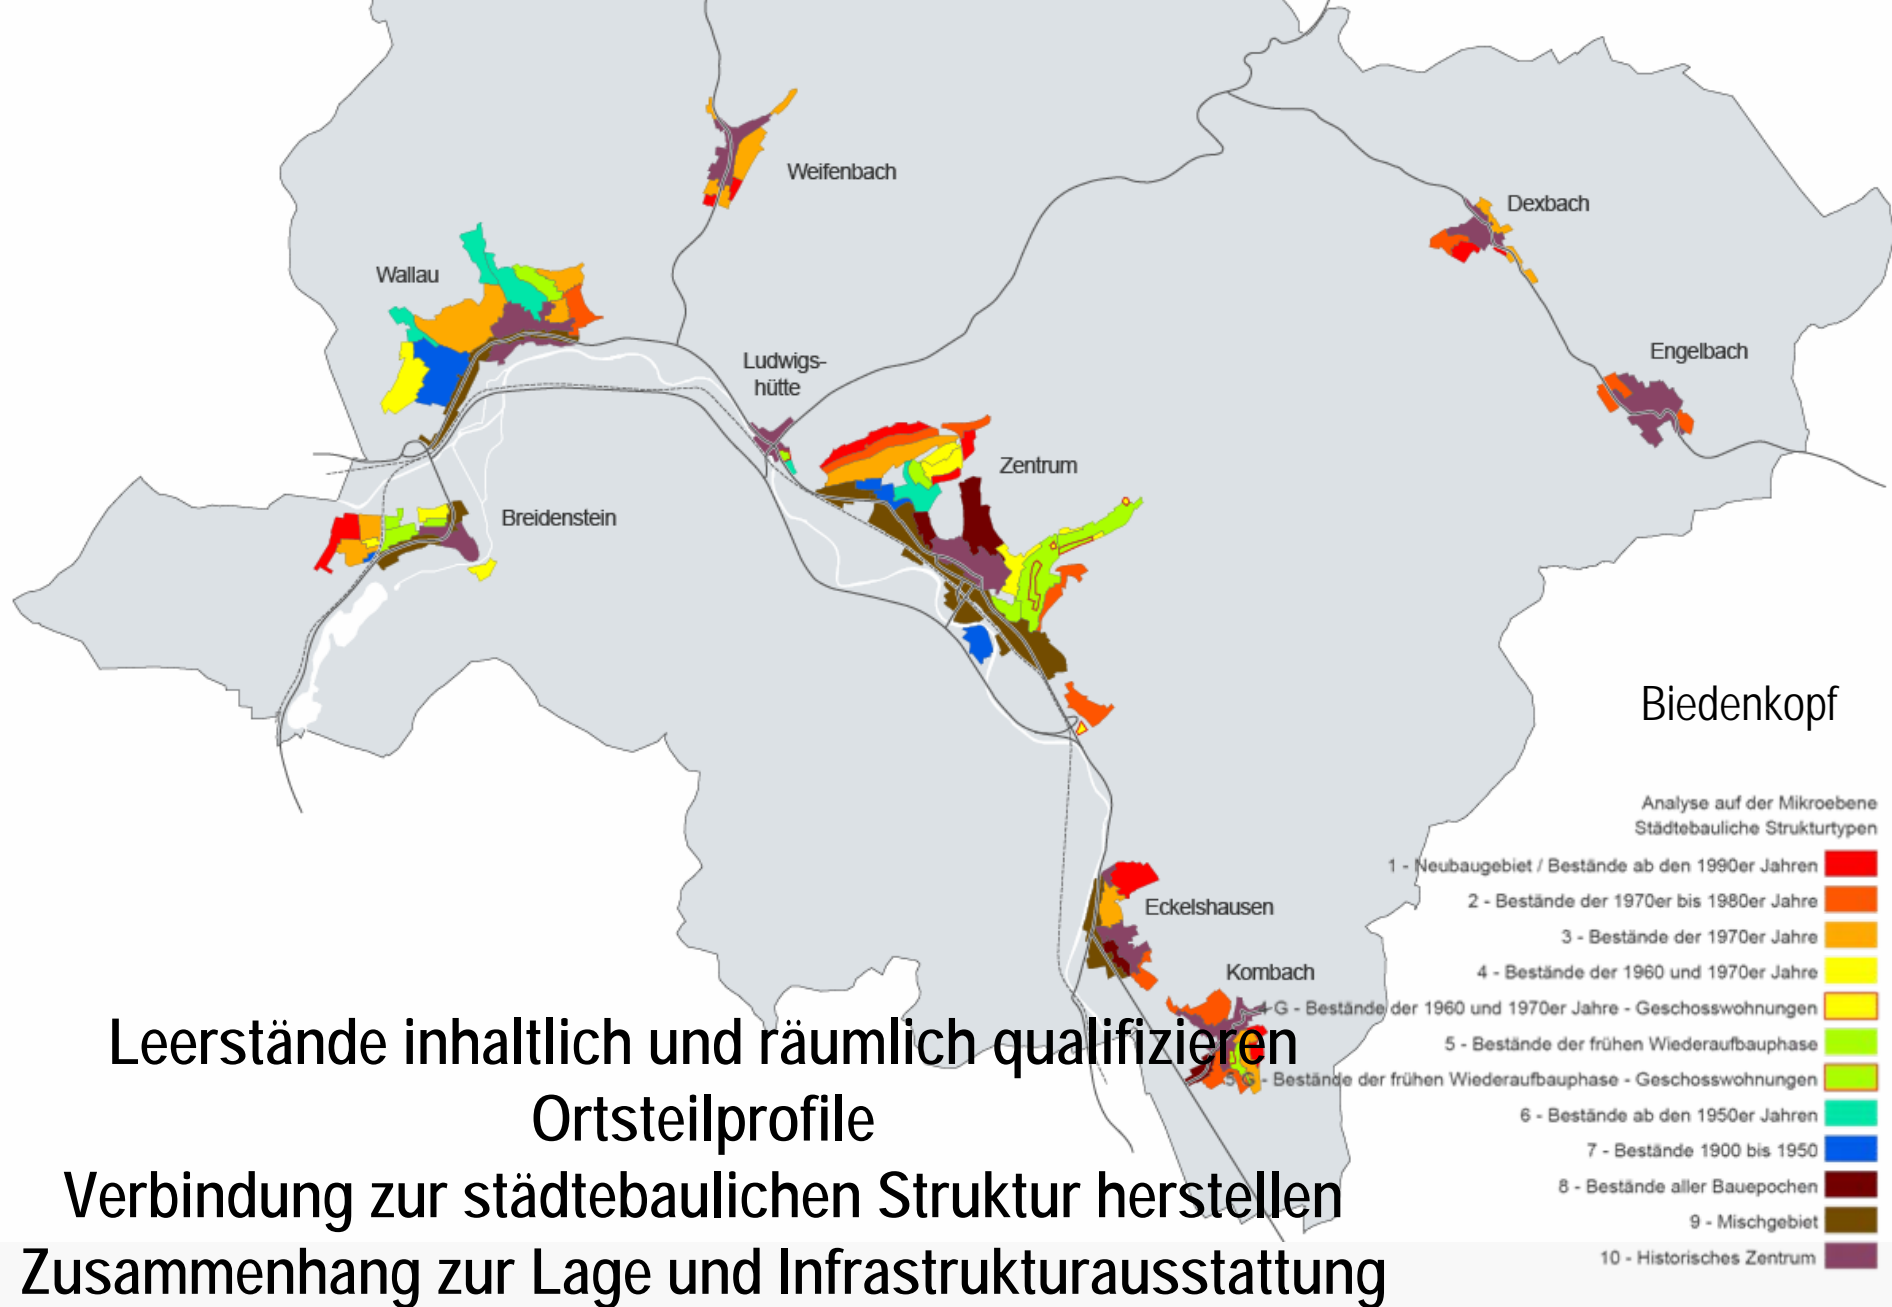 Weifenbach
Dexbach
Wallau
Engelbach
Ludwigs-
hütte
Zentrum
Breidenstein
Biedenkopf
Analyse auf der Mikroebene
Städtebauliche Strukturtypen
1 - Neubaugebiet / Bestände ab den 1990er Jahren
2 - Bestände der 1970er bis 1980er Jahre
Eckelshausen
3 - Bestände der 1970er Jahre
Kombach
4 - Bestände der 1960 und 1970er Jahre
4 G - Bestände der 1960 und 1970er Jahre - Geschosswohnungen
5 - Bestände der frühen Wiederaufbauphase
5 G - Bestände der frühen Wiederaufbauphase - Geschosswohnungen
6 - Bestände ab den 1950er Jahren
7 - Bestände 1900 bis 1950
8 - Bestände aller Bauepochen
9 - Mischgebiet
10 - Historisches Zentrum
Leerstände inhaltlich und räumlich qualifizieren
Ortsteilprofile
Verbindung zur städtebaulichen Struktur herstellen
Zusammenhang zur Lage und Infrastrukturausstattung